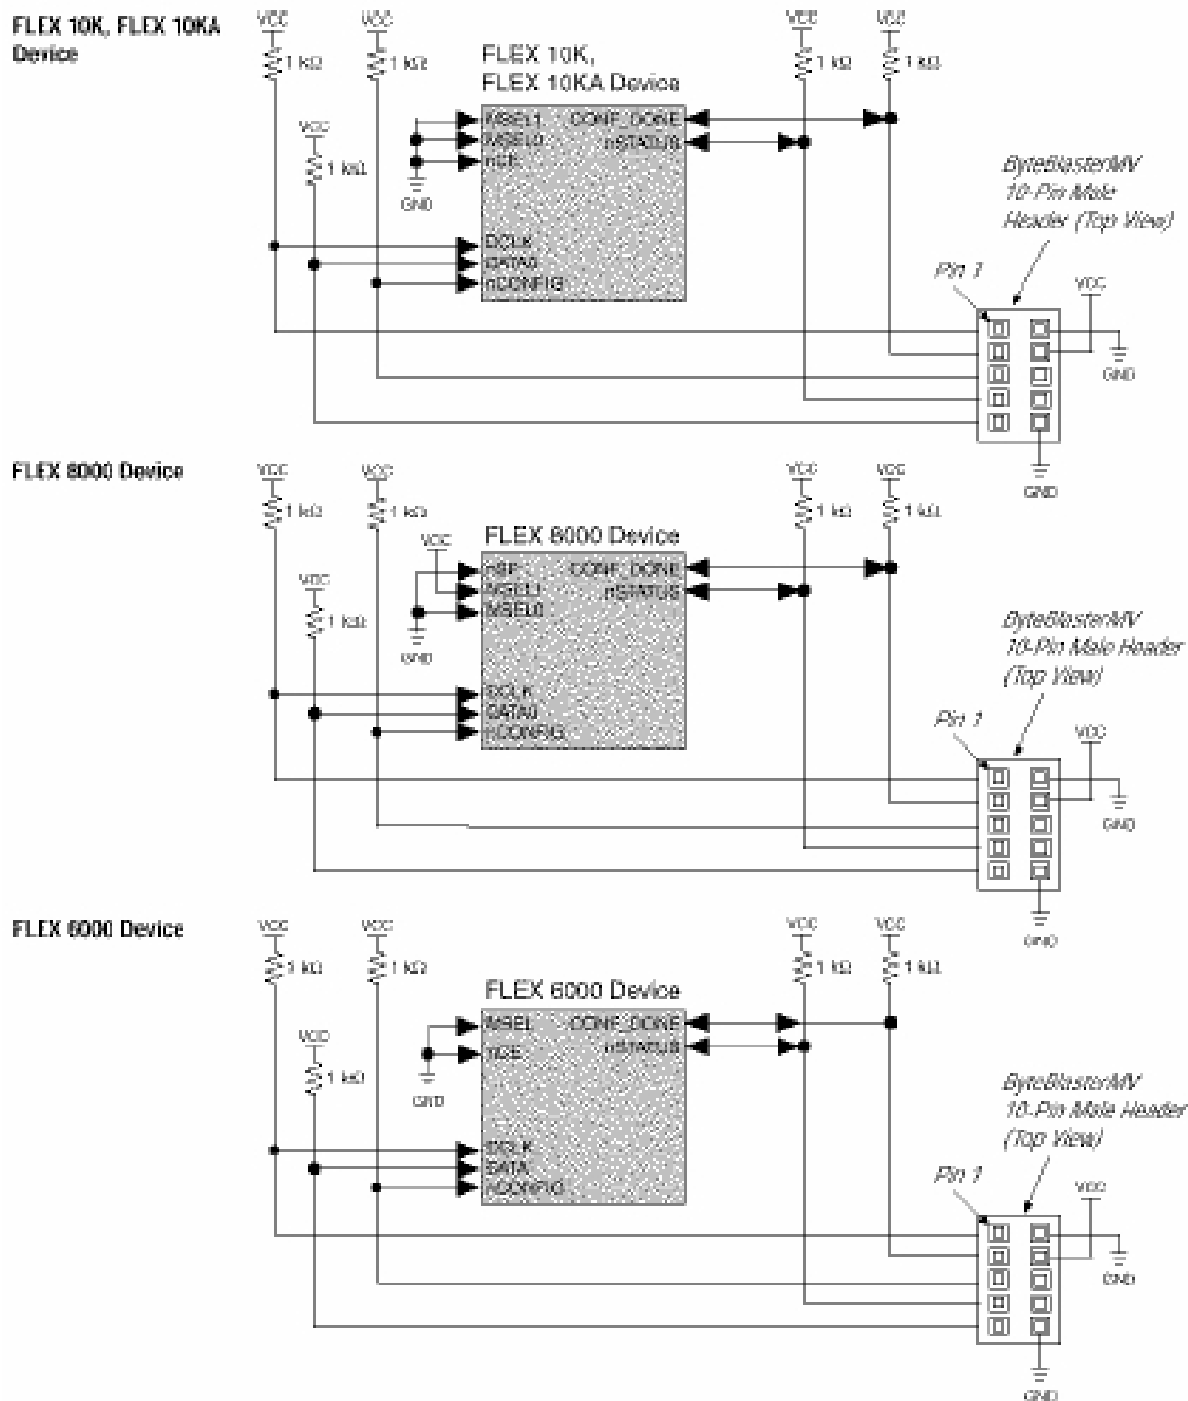 FLEX 10K, FLEX 10KA
Device
VCC
VCC
VCC
VCC
1 kΩ
1 kΩ
1 kΩ
1 kΩ
FLEX 10K,
FLEX 10KA Device
VCC
1 kΩ
MSEL1
MSEL0
nCE
CONF_DONE
nSTATUS
GND
DCLK
DATA0
nCONFIG
ByteBlasterMV
10-Pin Male
Header (Top View)
Pin 1
VCC
GND
GND
FLEX 8000 Device
VCC
VCC
VCC
VCC
1 kΩ
1 kΩ
1 kΩ
1 kΩ
FLEX 8000 Device
VCC
VCC
1 kΩ
nSP
MSEL1
MSEL0
CONF_DONE
nSTATUS
GND
DCLK
DATA0
nCONFIG
ByteBlasterMV
10-Pin Male Header
(Top View)
Pin 1
VCC
GND
GND
FLEX 6000 Device
VCC
VCC
VCC
VCC
1 kΩ
1 kΩ
1 kΩ
1 kΩ
FLEX 6000 Device
VCC
1 kΩ
MSEL
nCE
CONF_DONE
nSTATUS
GND
DCLK
DATA
nCONFIG
ByteBlasterMV
10-Pin Male Header
(Top View)
Pin 1
VCC
GND
GND